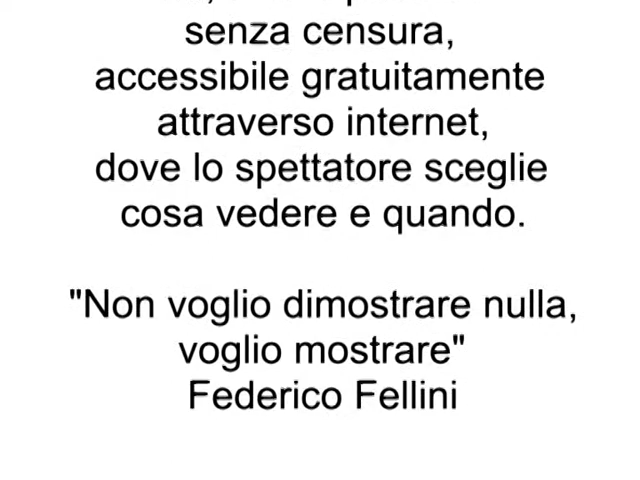 senza censura,
accessibile gratuitamente
attraverso internet,
dove lo spettatore sceglie
cosa vedere e quando.
"Non voglio dimostrare nulla,
voglio mostrare"
Federico Fellini